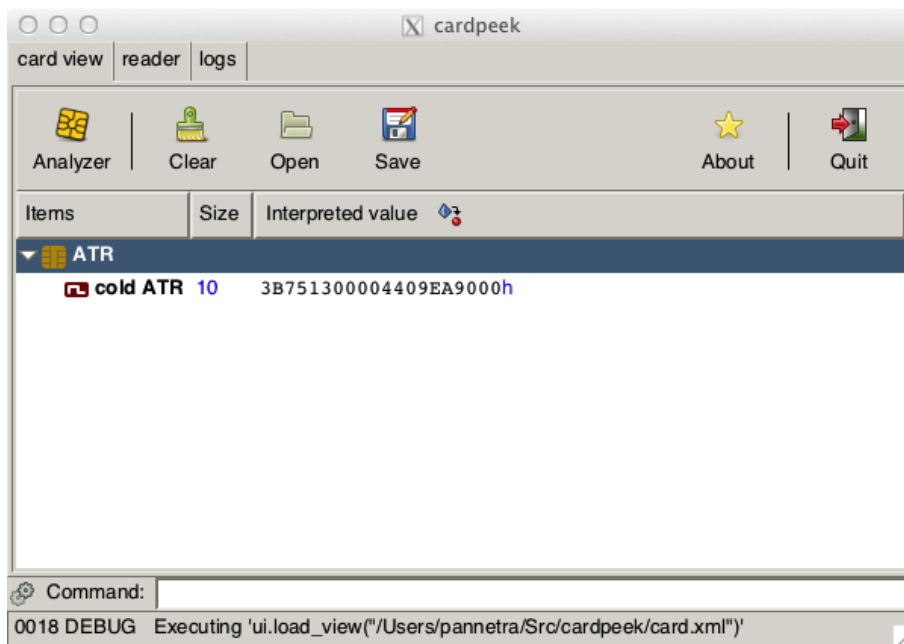 cardpeek
card view reader logs
Analyzer Clear Open Save About Quit
Items Size Interpreted value
ATR
cold ATR 10 3B751300004409EA9000h
Command:
0018 DEBUG Executing 'ui.load_view("/Users/pannetra/Src/cardpeek/card.xml")'